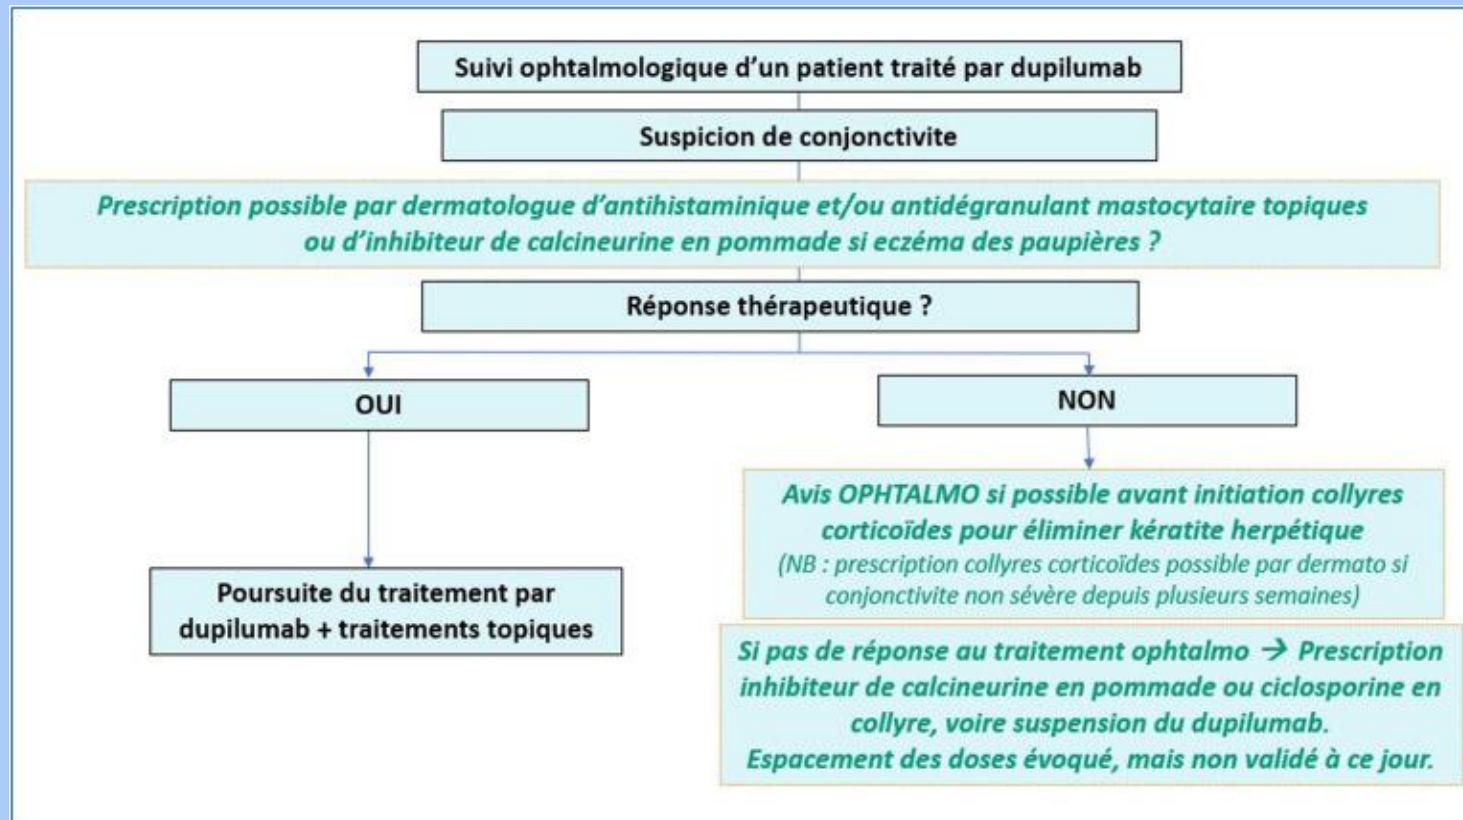 Suivi ophtalmologique d’un patient traité par dupilumab
Suspicion de conjonctivite
Prescription possible par dermatologue d’antihistaminique et/ou antidégranulant mastocytaire topiques
ou d’inhibiteur de calcineurine en pommade si eczéma des paupières ?
Réponse thérapeutique ?
OUI
NON
Poursuite du traitement par
dupilumab + traitements topiques
Avis OPHTALMO si possible avant initiation collyres
corticoïdes pour éliminer kératite herpétique
(NB : prescription collyres corticoïdes possible par dermato si
conjonctivite non sévère depuis plusieurs semaines)
Si pas de réponse au traitement ophtalmo → Prescription
inhibiteur de calcineurine en pommade ou ciclosporine en
collyre, voire suspension du dupilumab.
Espacement des doses évoqué, mais non validé à ce jour.